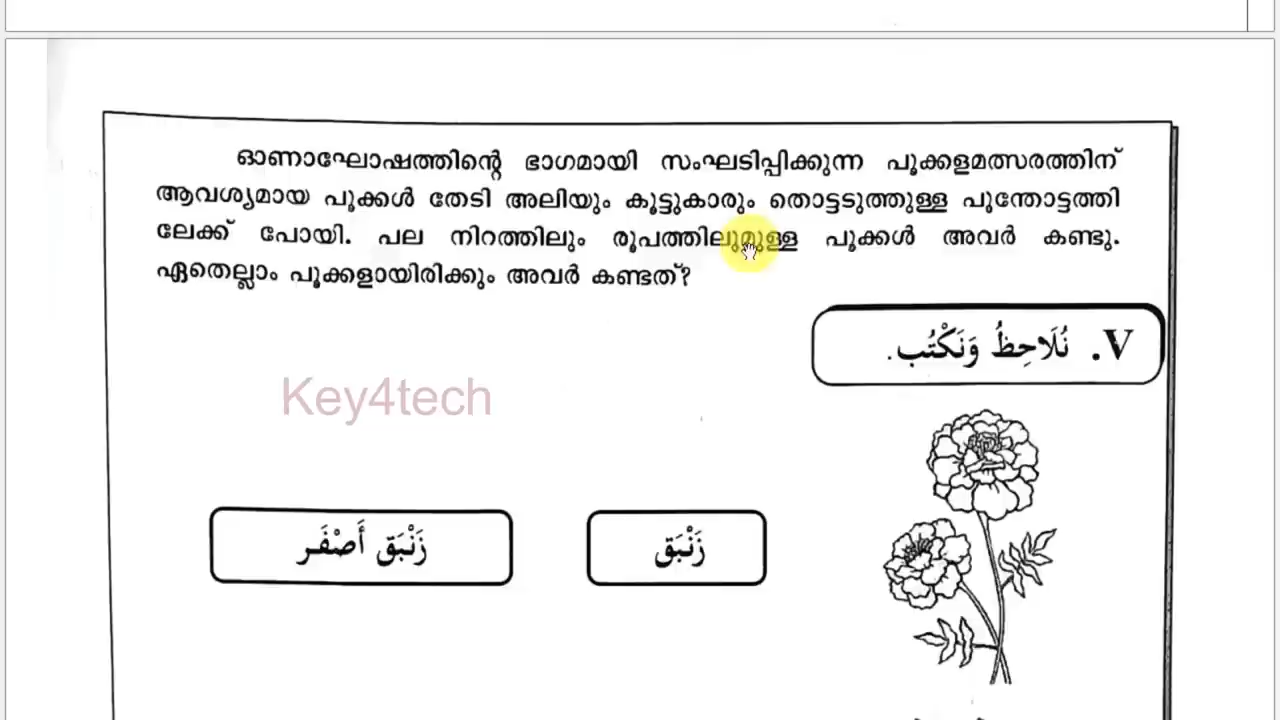 ഓണാഘോഷത്തിന്റെ ഭാഗമായി സംഘടിപ്പിക്കുന്ന പൂക്കളമത്സരത്തിന്
ആവശ്യമായ പൂക്കൾ തേടി അലിയും കൂട്ടുകാരും തൊട്ടടുത്തുള്ള പൂന്തോട്ടത്തി
ലേക്ക് പോയി. പല നിറത്തിലും രൂപത്തിലുമുള്ള പൂക്കൾ അവർ കണ്ടു.
ഏതെല്ലാം പൂക്കളായിരിക്കും അവർ കണ്ടത്?
V. نُلَاحِظُ وَنَكْتُب.
Key4tech
زَنْبَق
زَنْبَق أَصْفَر